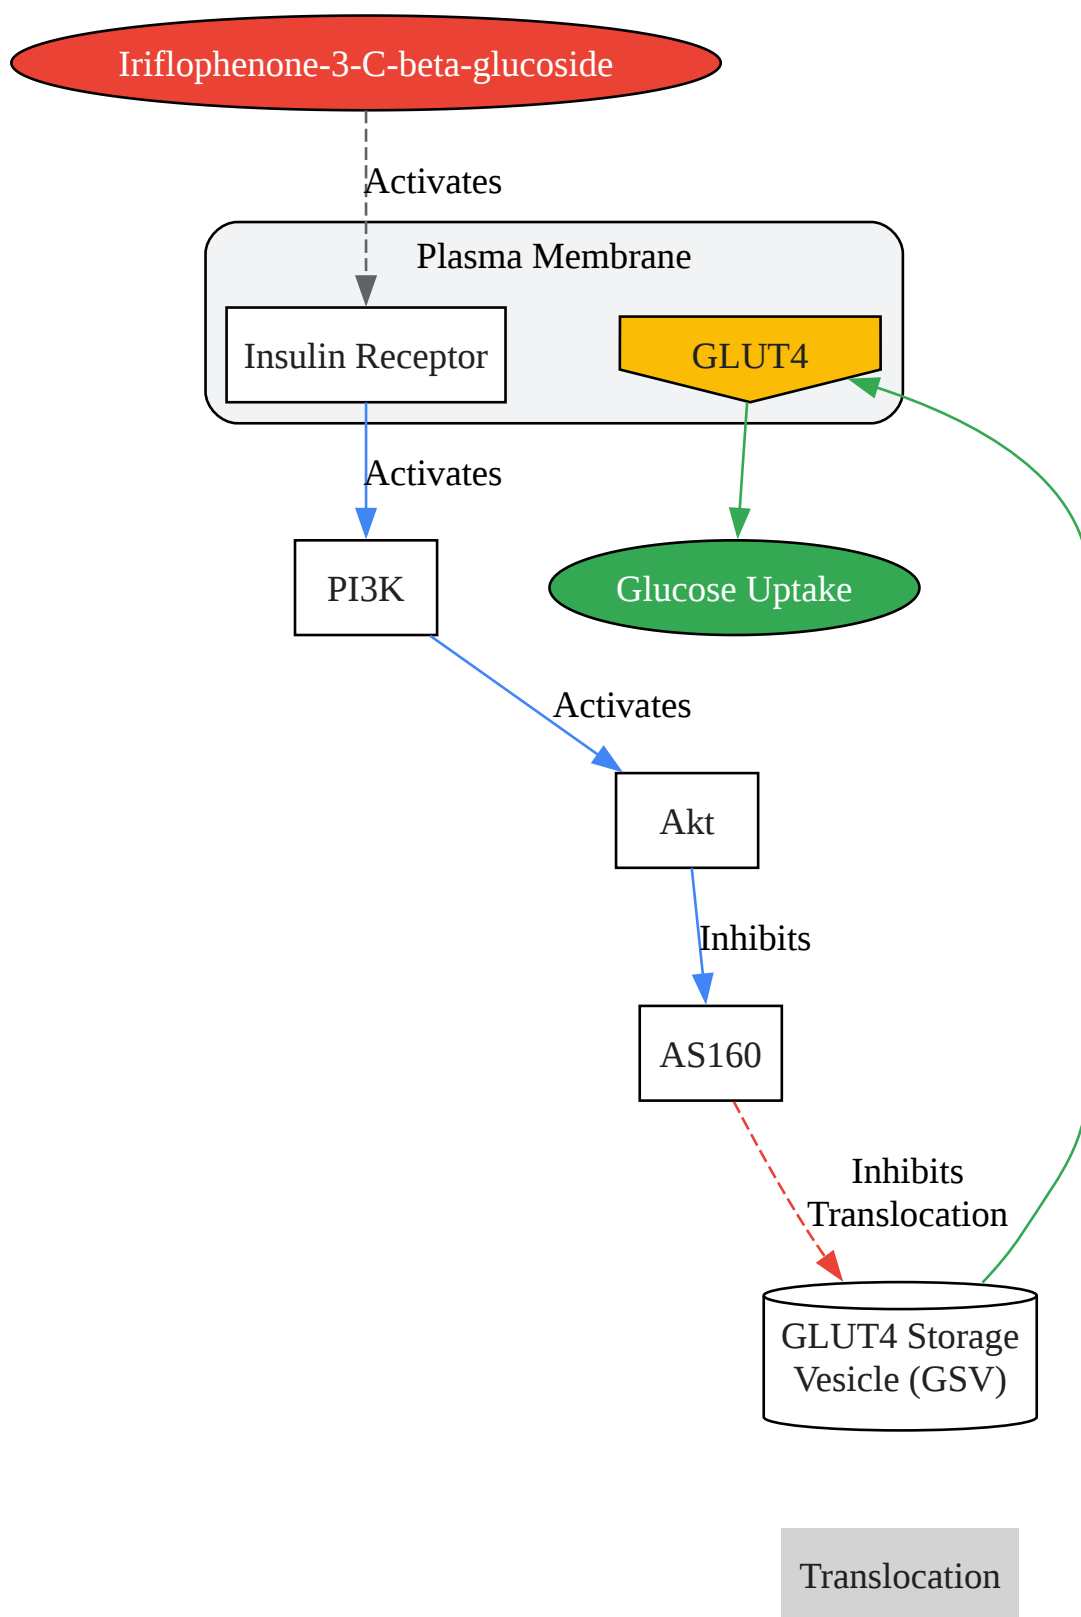 Iriflophenone-3-C-beta-glucoside
Activates
Plasma Membrane
Insulin Receptor
GLUT4
Activates
PI3K
Glucose Uptake
Activates
Akt
Inhibits
AS160
Inhibits
Translocation
GLUT4 Storage
Vesicle (GSV)
Translocation